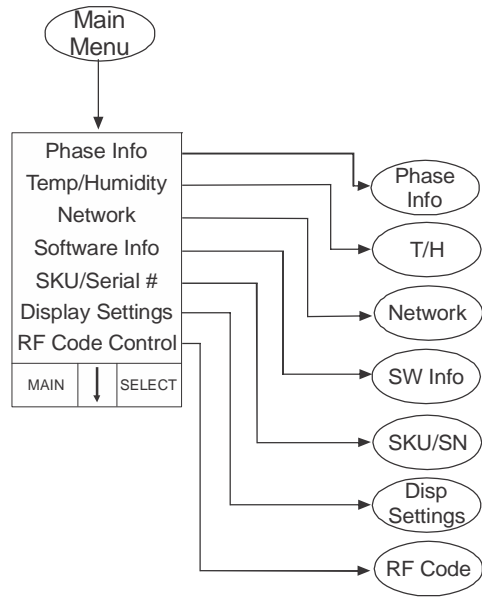 Main
Menu
Phase Info
Temp/Humidity
Network
Software Info
SKU/Serial #
Display Settings
RF Code Control
MAIN
SELECT
Phase
Info
T/H
Network
SW Info
SKU/SN
Disp
Settings
RF Code